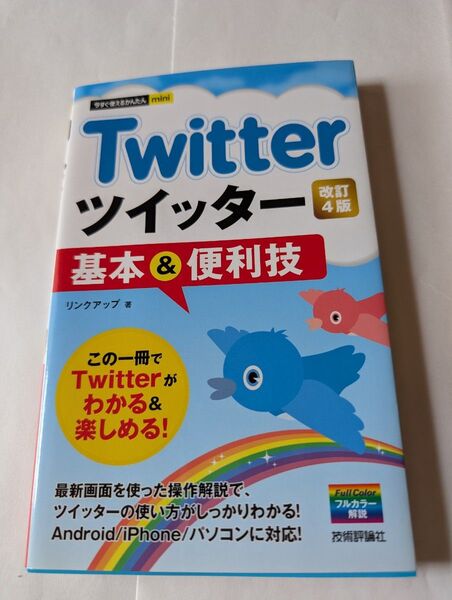 今すぐ使えるかんたん mini
Twitter
ツイッター
改訂
4版
基本&便利技
リンクアップ 著
この一冊で
Twitterが
わかる&
楽しめる!
最新画面を使った操作解説で、
ツイッターの使い方がしっかりわかる!
Android/iPhone/パソコンに対応!
Full Color
フルカラー
解説
技術評論社